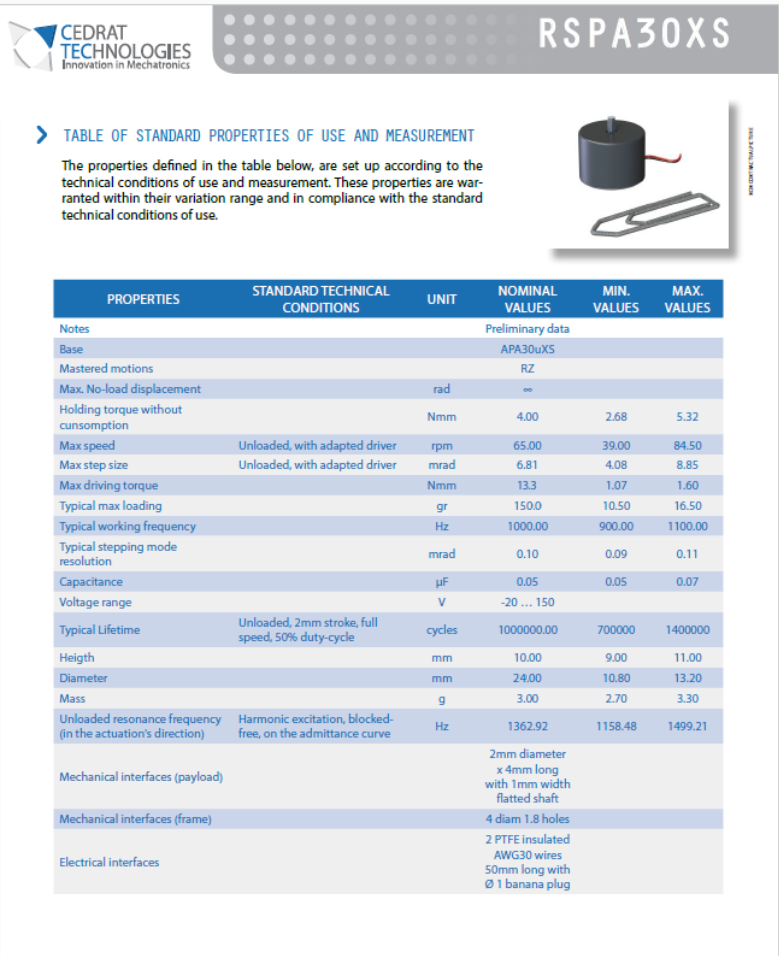 CEDRAT
TECHNOLOGIES
Innovation in Mechatronics
RSPA30XS
TABLE OF STANDARD PROPERTIES OF USE AND MEASUREMENT
The properties defined in the table below, are set up according to the
technical conditions of use and measurement. These properties are war-
ranted within their variation range and in compliance with the standard
technical conditions of use.
NON CONTRACTUAL PICTURE
PROPERTIES STANDARD TECHNICAL CONDITIONS UNIT NOMINAL VALUES MIN. VALUES MAX. VALUES
Notes Preliminary data
Base APA30uXS
Mastered motions RZ
Max. No-load displacement rad ∞
Holding torque without cunsomption Nmm 4.00 2.68 5.32
Max speed Unloaded, with adapted driver rpm 65.00 39.00 84.50
Max step size Unloaded, with adapted driver mrad 6.81 4.08 8.85
Max driving torque Nmm 13.3 1.07 1.60
Typical max loading gr 150.0 10.50 16.50
Typical working frequency Hz 1000.00 900.00 1100.00
Typical stepping mode resolution mrad 0.10 0.09 0.11
Capacitance µF 0.05 0.05 0.07
Voltage range V -20 ... 150
Typical Lifetime Unloaded, 2mm stroke, full speed, 50% duty-cycle cycles 1000000.00 700000 1400000
Heigth mm 10.00 9.00 11.00
Diameter mm 24.00 10.80 13.20
Mass g 3.00 2.70 3.30
Unloaded resonance frequency (in the actuation's direction) Harmonic excitation, blocked-free, on the admittance curve Hz 1362.92 1158.48 1499.21
Mechanical interfaces (payload) 2mm diameter x 4mm long with 1mm width flatted shaft
Mechanical interfaces (frame) 4 diam 1.8 holes
Electrical interfaces 2 PTFE insulated AWG30 wires 50mm long with Ø 1 banana plug